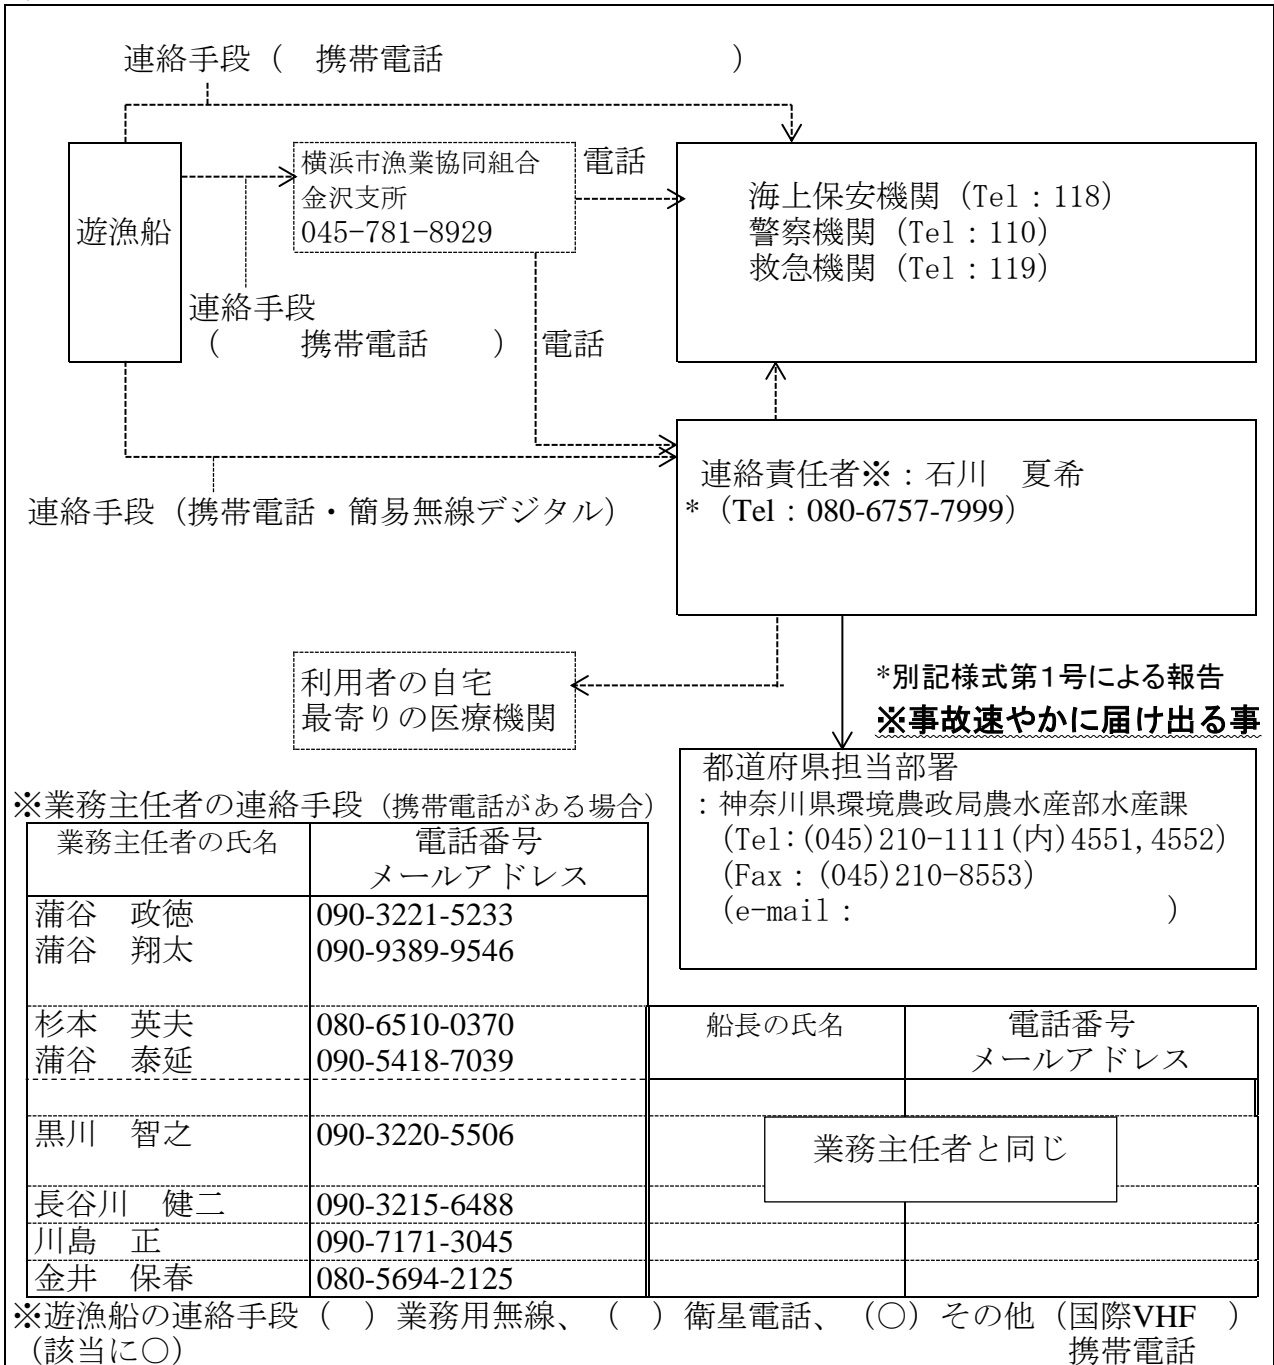 連絡手段（　携帯電話　　　　　　　　　）
遊漁船
横浜市漁業協同組合
金沢支所
045-781-8929
電話
海上保安機関（Tel：118）
警察機関（Tel：110）
救急機関（Tel：119）
連絡手段
（　　携帯電話　　）
電話
連絡責任者※：石川　夏希
*（Tel：080-6757-7999）
連絡手段（携帯電話・簡易無線デジタル）
利用者の自宅
最寄りの医療機関
*別記様式第１号による報告
※事故速やかに届け出る事
都道府県担当部署
：神奈川県環境農政局農水産部水産課
(Tel：(045)210-1111(内)4551,4552)
(Fax：(045)210-8553)
(e-mail：　　　　　　　　　)
※業務主任者の連絡手段（携帯電話がある場合）
業務主任者の氏名　電話番号
メールアドレス
蒲谷　政徳　090-3221-5233
蒲谷　翔太　090-9389-9546
杉本　英夫　080-6510-0370
蒲谷　泰延　090-5418-7039
黒川　智之　090-3220-5506
長谷川　健二　090-3215-6488
川島　正　090-7171-3045
金井　保春　080-5694-2125
船長の氏名　電話番号
メールアドレス
業務主任者と同じ
※遊漁船の連絡手段（　）業務用無線、（　）衛星電話、（○）その他（国際VHF　）
（該当に○）　携帯電話